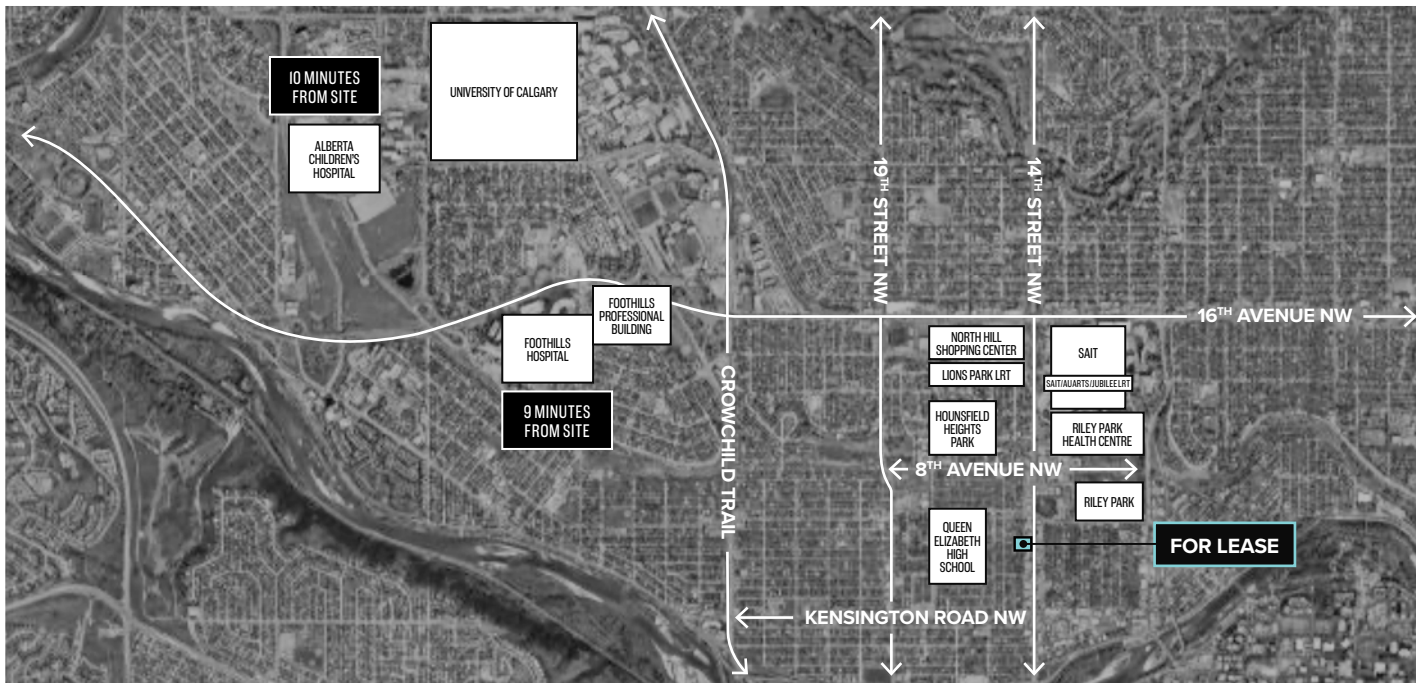 10 MINUTES
FROM SITE
UNIVERSITY OF CALGARY
ALBERTA
CHILDREN'S
HOSPITAL
19TH STREET NW
14TH STREET NW
FOOTHILLS
PROFESSIONAL
BUILDING
16TH AVENUE NW
FOOTHILLS
HOSPITAL
NORTH HILL
SHOPPING CENTER
SAIT
LIONS PARK LRT
SAIT/AUARTS/JUBILEE LRT
9 MINUTES
FROM SITE
CROWCHILD TRAIL
HOUNSFIELD
HEIGHTS
PARK
RILEY PARK
HEALTH CENTRE
8TH AVENUE NW
RILEY PARK
QUEEN
ELIZABETH
HIGH
SCHOOL
FOR LEASE
KENSINGTON ROAD NW